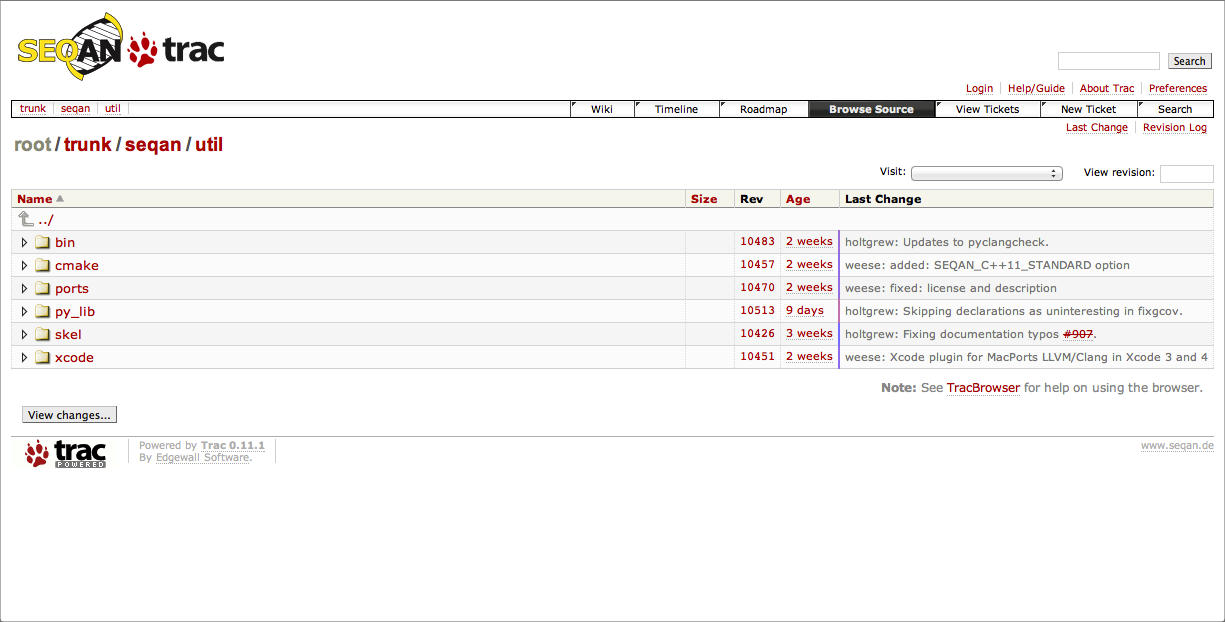 SEQAN trac
Search
Login Help/Guide About Trac Preferences
trunk seqan util Wiki Timeline Roadmap Browse Source View Tickets New Ticket Search
Last Change Revision Log
root / trunk / seqan / util
Visit: View revision:
Name Size Rev Age Last Change
../
bin 10483 2 weeks holtgrew: Updates to pyclangcheck.
cmake 10457 2 weeks weese: added: SEQAN_C++11_STANDARD option
ports 10470 2 weeks weese: fixed: license and description
py_lib 10513 9 days holtgrew: Skipping declarations as uninteresting in fixgcov.
skel 10426 3 weeks holtgrew: Fixing documentation typos #907.
xcode 10451 2 weeks weese: Xcode plugin for MacPorts LLVM/Clang in Xcode 3 and 4
Note: See TracBrowser for help on using the browser.
View changes...
trac POWERED
Powered by Trac 0.11.1
By Edgewall Software.
www.seqan.de